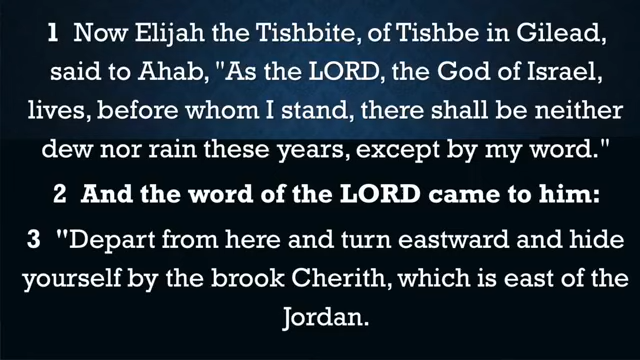 1 Now Elijah the Tishbite, of Tishbe in Gilead,
said to Ahab, "As the LORD, the God of Israel,
lives, before whom I stand, there shall be neither
dew nor rain these years, except by my word."
2 And the word of the LORD came to him:
3 "Depart from here and turn eastward and hide
yourself by the brook Cherith, which is east of the
Jordan.